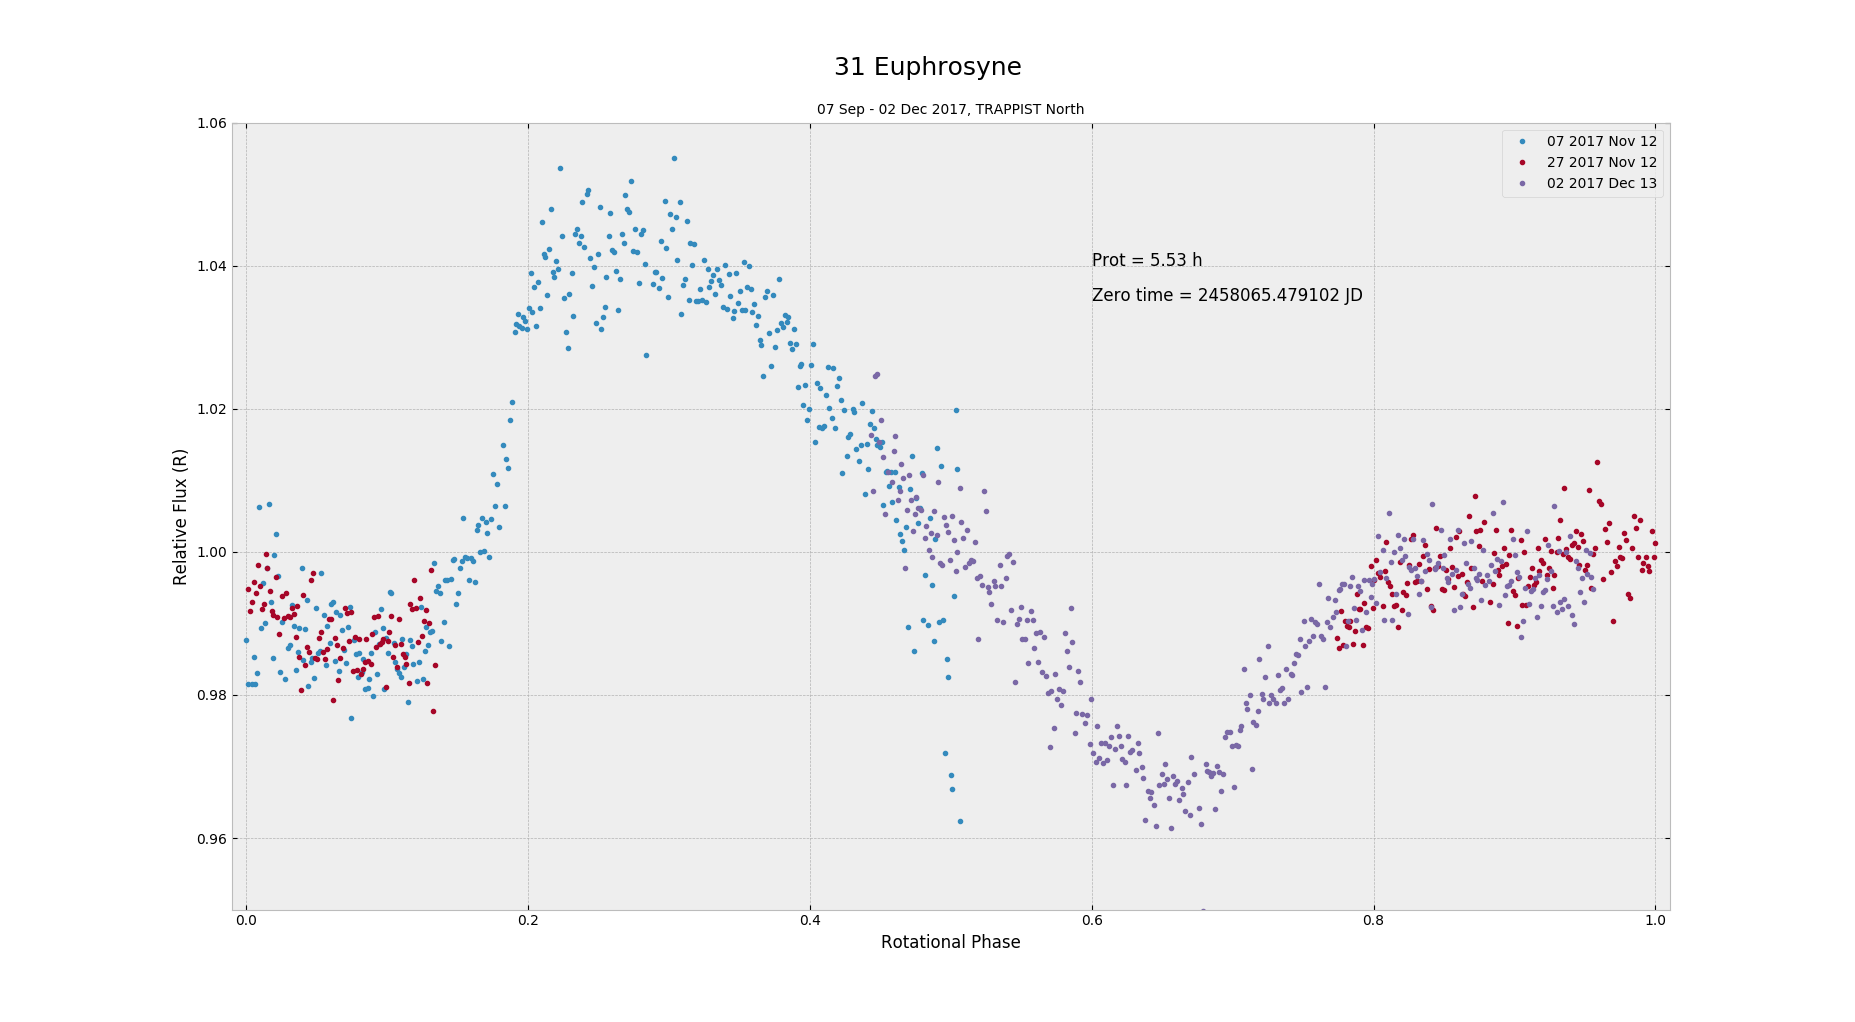 31 Euphrosyne
07 Sep - 02 Dec 2017, TRAPPIST North
07 2017 Nov 12
27 2017 Nov 12
02 2017 Dec 13
Prot = 5.53 h
Zero time = 2458065.479102 JD
Relative Flux (R)
1.06
1.04
1.02
1.00
0.98
0.96
0.0 0.2 0.4 0.6 0.8 1.0
Rotational Phase